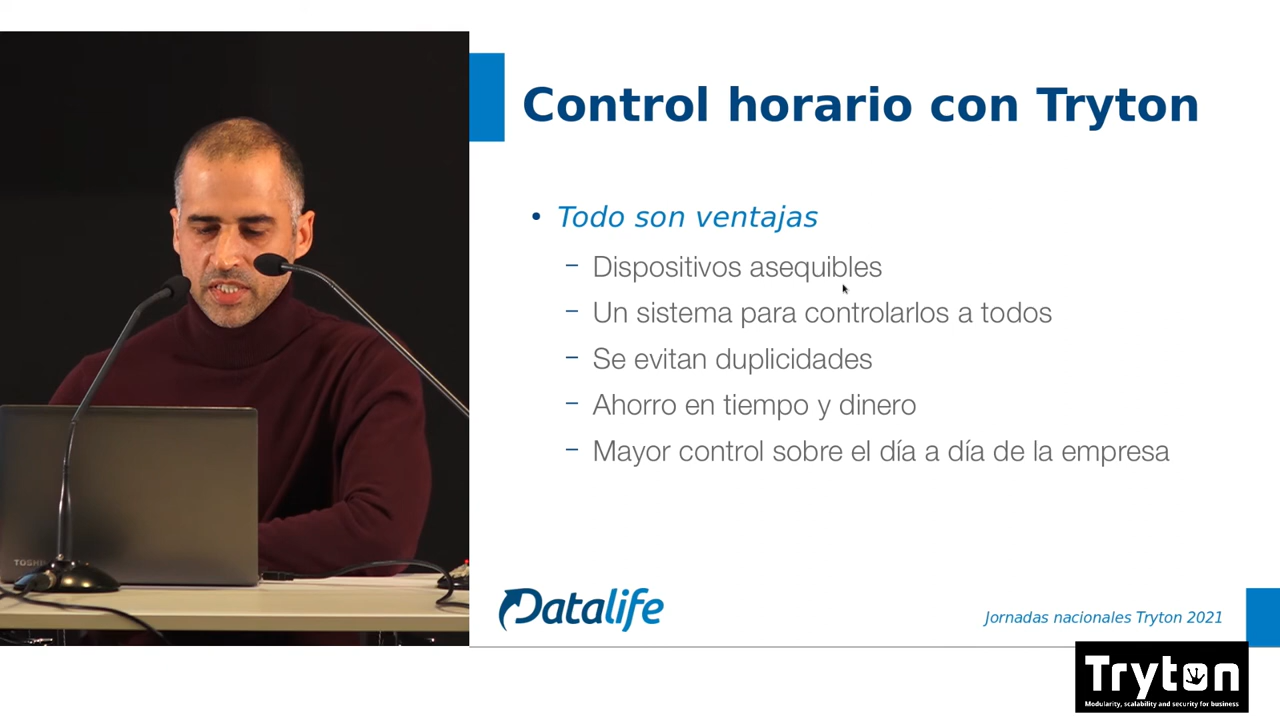 Control horario con Tryton
• Todo son ventajas
– Dispositivos asequibles
– Un sistema para controlarlos a todos
– Se evitan duplicidades
– Ahorro en tiempo y dinero
– Mayor control sobre el día a día de la empresa
Datalife
Jornadas nacionales Tryton 2021
Tryton
Modularity, scalability and security for business